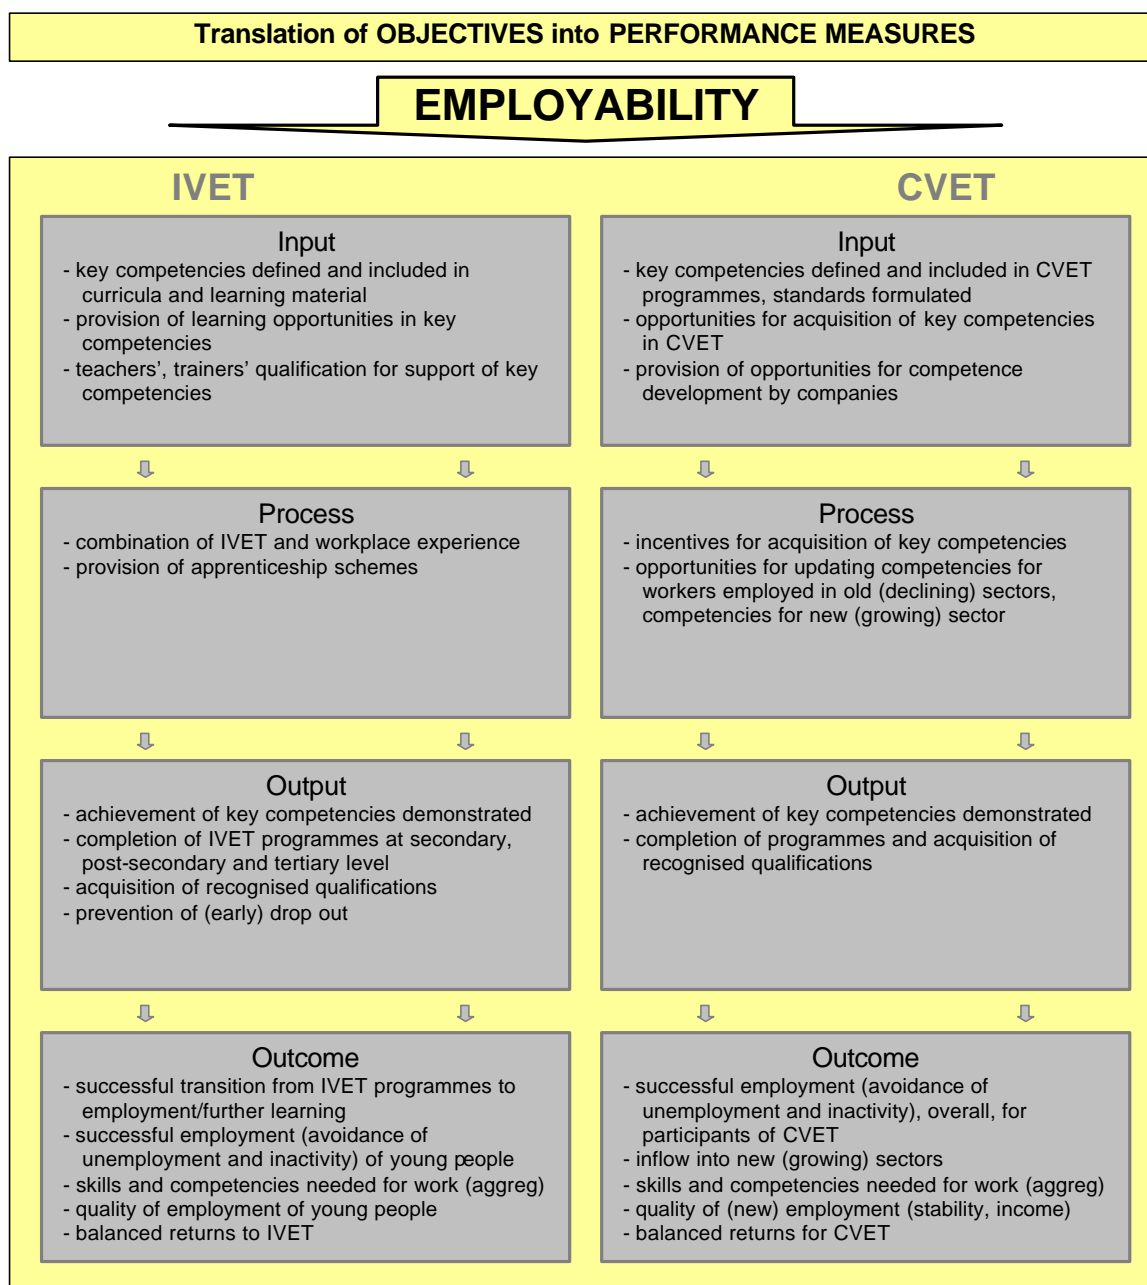 Translation of OBJECTIVES into PERFORMANCE MEASURES
EMPLOYABILITY
IVET
Input
- key competencies defined and included in
curricula and learning material
- provision of learning opportunities in key
competencies
- teachers', trainers' qualification for support of key
competencies
Process
- combination of IVET and workplace experience
- provision of apprenticeship schemes
Output
- achievement of key competencies demonstrated
- completion of IVET programmes at secondary,
post-secondary and tertiary level
- acquisition of recognised qualifications
- prevention of (early) drop out
Outcome
- successful transition from IVET programmes to
employment/further learning
- successful employment (avoidance of
unemployment and inactivity) of young people
- skills and competencies needed for work (aggreg)
- quality of employment of young people
- balanced returns to IVET
CVET
Input
- key competencies defined and included in CVET
programmes, standards formulated
- opportunities for acquisition of key competencies
in CVET
- provision of opportunities for competence
development by companies
Process
- incentives for acquisition of key competencies
- opportunities for updating competencies for
workers employed in old (declining) sectors,
competencies for new (growing) sector
Output
- achievement of key competencies demonstrated
- completion of programmes and acquisition of
recognised qualifications
Outcome
- successful employment (avoidance of
unemployment and inactivity), overall, for
participants of CVET
- inflow into new (growing) sectors
- skills and competencies needed for work (aggreg)
- quality of (new) employment (stability, income)
- balanced returns for CVET